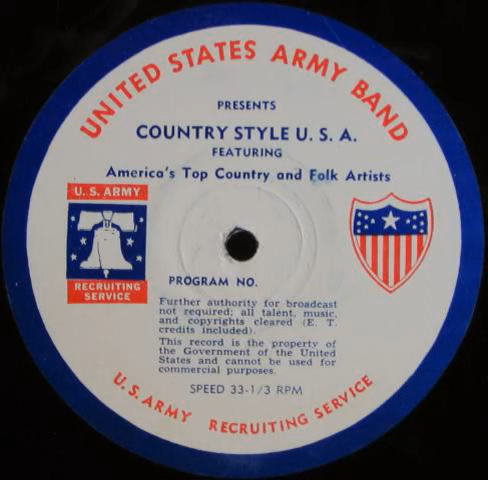 UNITED STATES ARMY BAND
PRESENTS
COUNTRY STYLE U. S. A.
FEATURING
America's Top Country and Folk Artists
U. S. ARMY
RECRUITING
SERVICE
PROGRAM NO.
Further authority for broadcast
not required; all talent, music,
and copyrights cleared (E. T.
credits included).
This record is the property of
the Government of the United
States and cannot be used for
commercial purposes.
SPEED 33-1/3 RPM
U.S. ARMY RECRUITING SERVICE